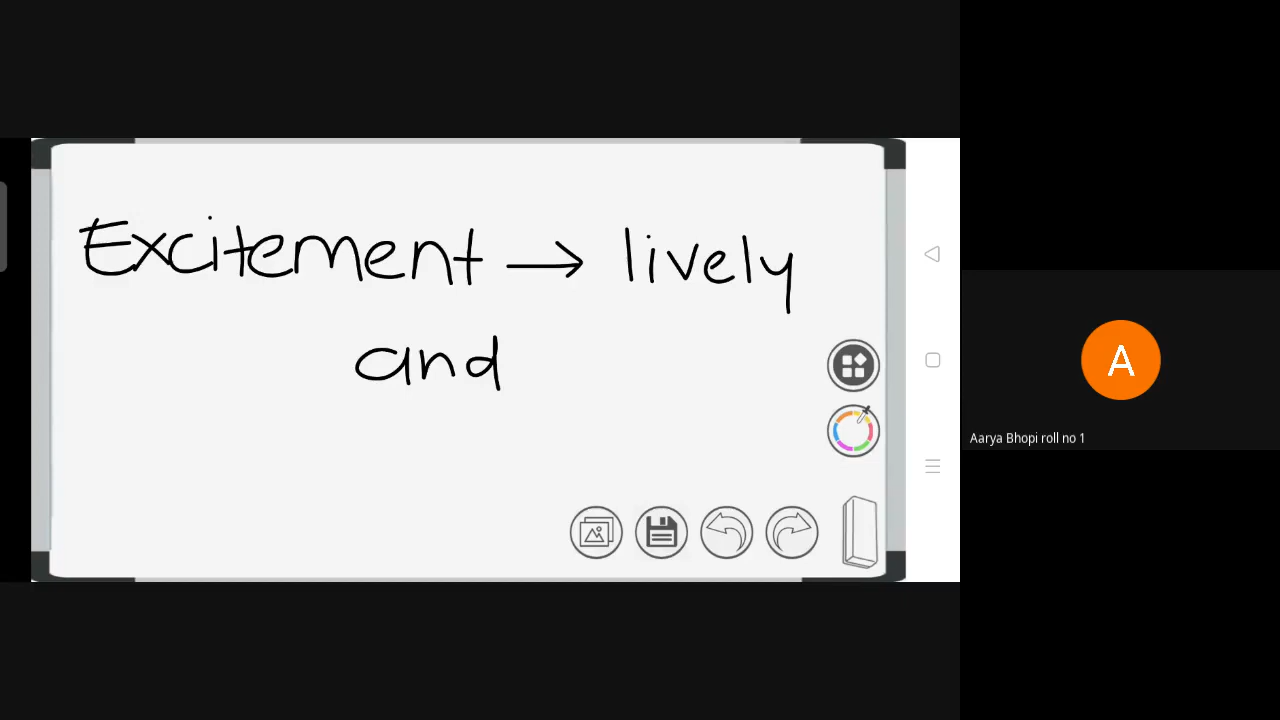 Excitement → lively
and
A
Aarya Bhopi roll no 1